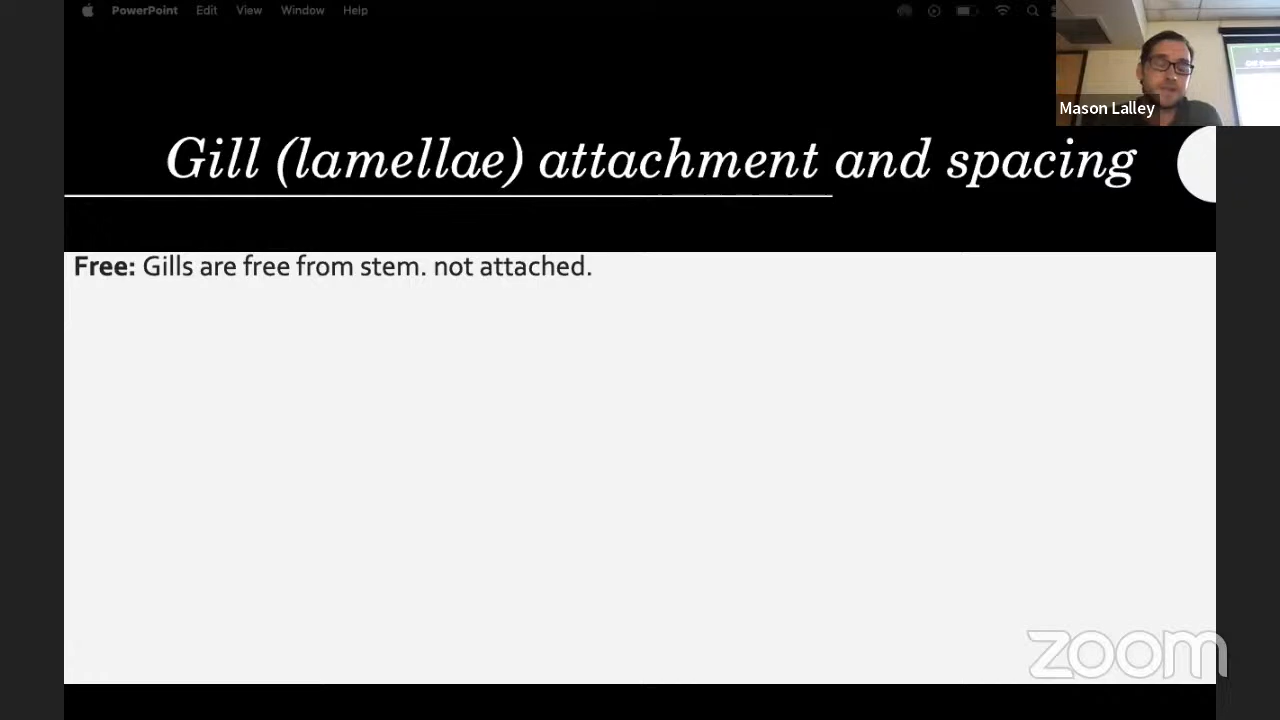 PowerPoint Edit View Window Help
Mason Lalley
Gill (lamellae) attachment and spacing
Free: Gills are free from stem. not attached.
zoom